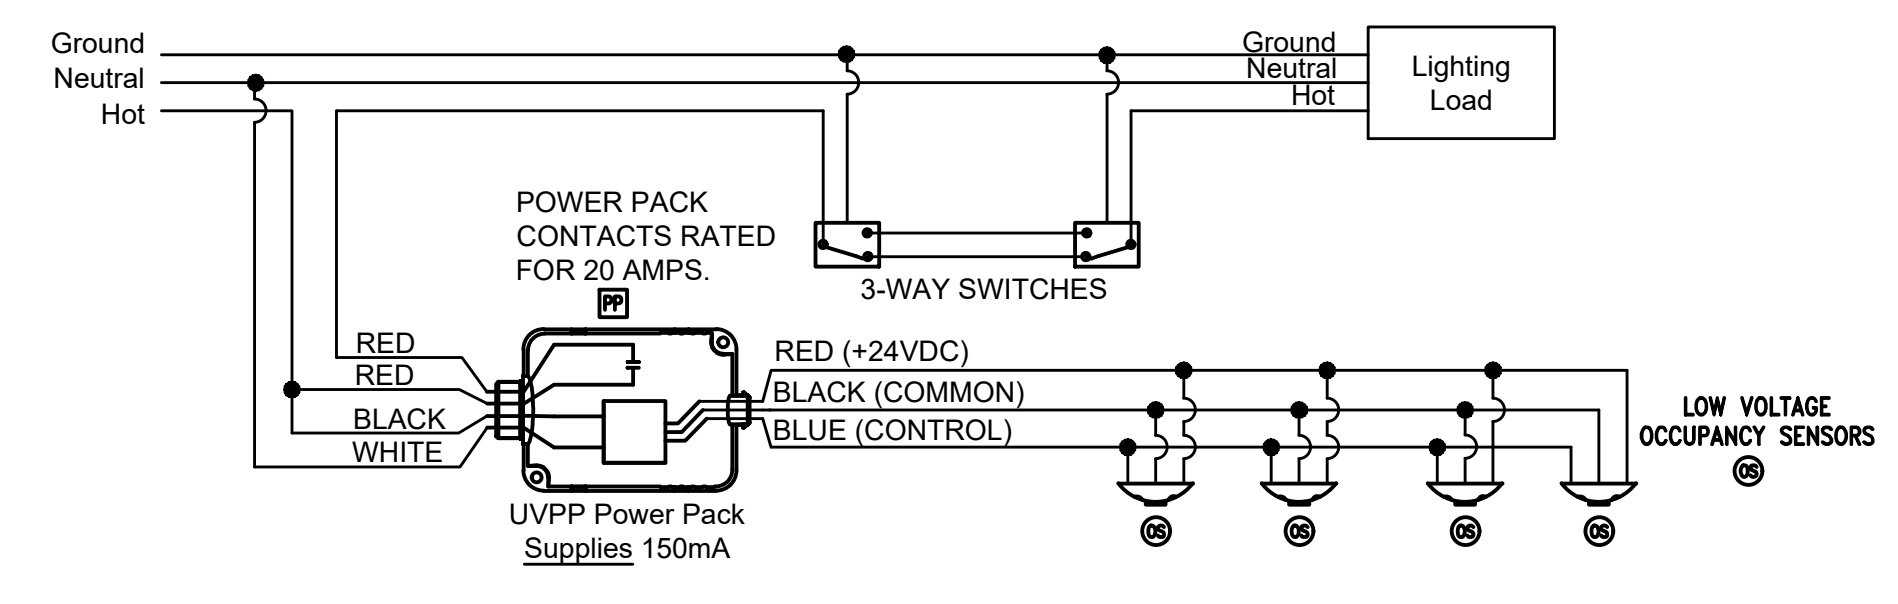 Ground
Neutral
Hot
Ground
Neutral
Hot
Lighting
Load
POWER PACK
CONTACTS RATED
FOR 20 AMPS.
PP
3-WAY SWITCHES
RED
RED
BLACK
WHITE
RED (+24VDC)
BLACK (COMMON)
BLUE (CONTROL)
LOW VOLTAGE
OCCUPANCY SENSORS
OS
UVPP Power Pack
Supplies 150mA
OS
OS
OS
OS